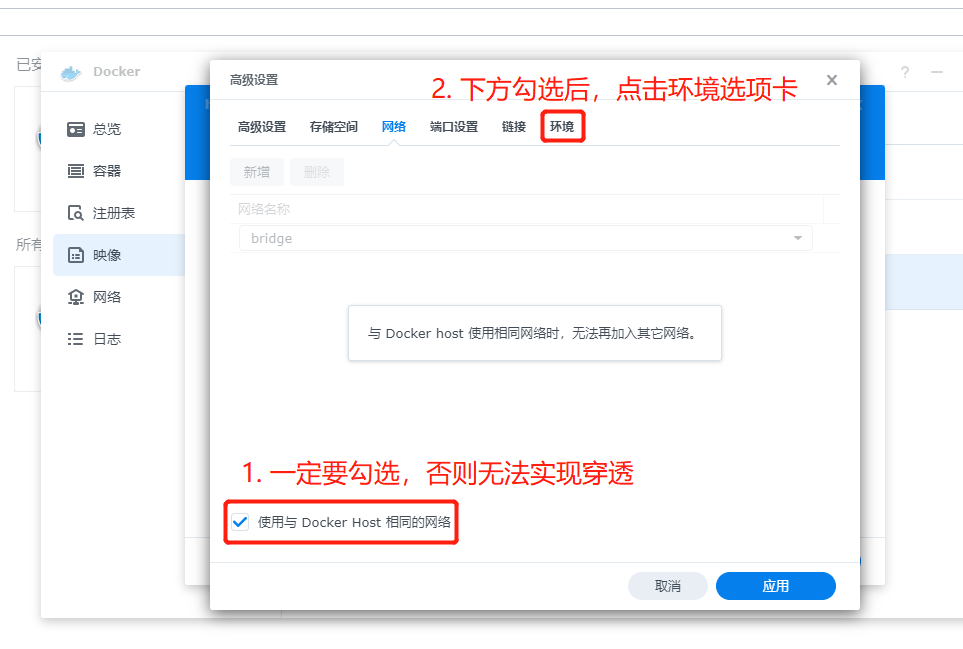 已安
Docker
?
高级设置
2. 下方勾选后，点击环境选项卡
高级设置 存储空间 网络 端口设置 链接 环境
总览
容器
注册表
映像
网络
日志
所有
新增 删除
网络名称
bridge
与 Docker host 使用相同网络时，无法再加入其它网络。
1. 一定要勾选，否则无法实现穿透
使用与 Docker Host 相同的网络
取消 应用